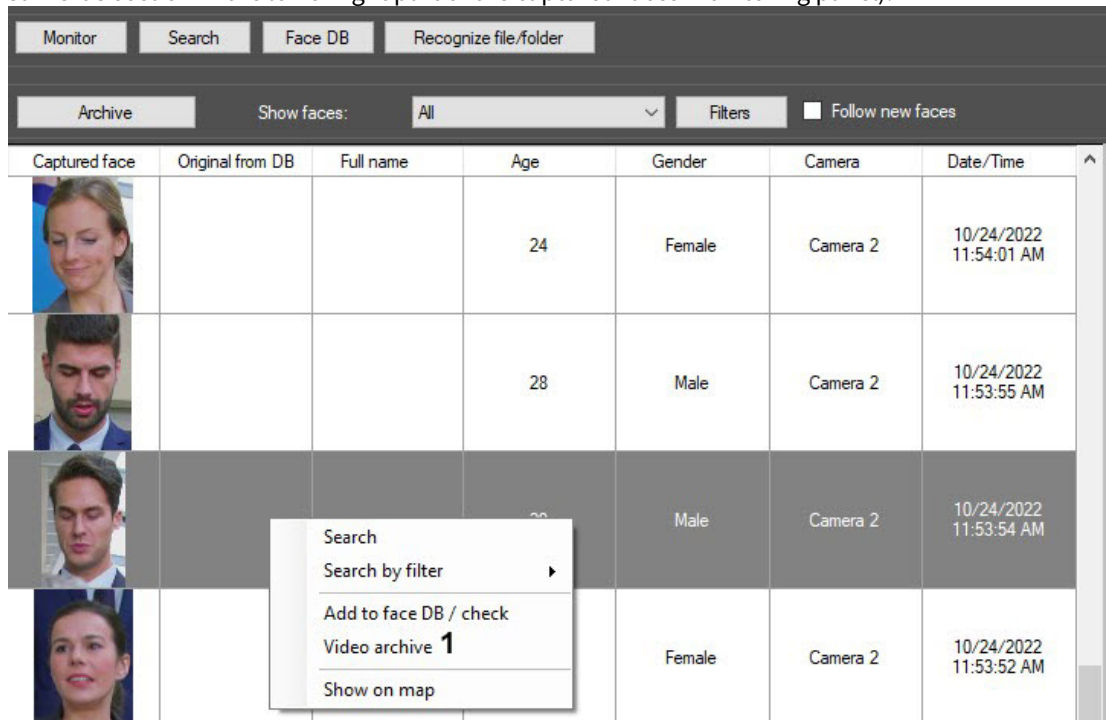 Monitor Search Face DB Recognize file/folder
Archive Show faces: All Filters Follow new faces
Captured face Original from DB Full name Age Gender Camera Date/Time
24 Female Camera 2 10/24/2022
11:54:01 AM
28 Male Camera 2 10/24/2022
11:53:55 AM
Male Camera 2 10/24/2022
11:53:54 AM
Search
Search by filter
Add to face DB / check
Video archive 1
Show on map
Female Camera 2 10/24/2022
11:53:52 AM